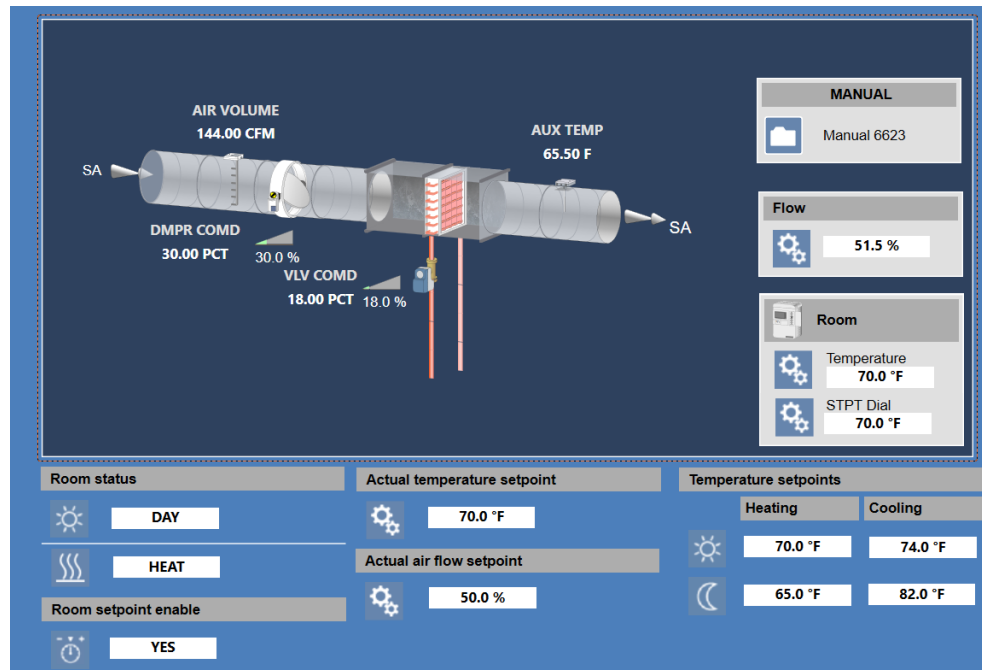 AIR VOLUME
144.00 CFM
SA
AUX TEMP
65.50 F
SA
DMPR COMD
30.00 PCT
30.0 %
VLV COMD
18.00 PCT
18.0 %
MANUAL
Manual 6623
Flow
51.5 %
Room
Temperature
70.0 °F
STPT Dial
70.0 °F
Room status
DAY
HEAT
Room setpoint enable
YES
Actual temperature setpoint
70.0 °F
Actual air flow setpoint
50.0 %
Temperature setpoints
Heating Cooling
70.0 °F 74.0 °F
65.0 °F 82.0 °F